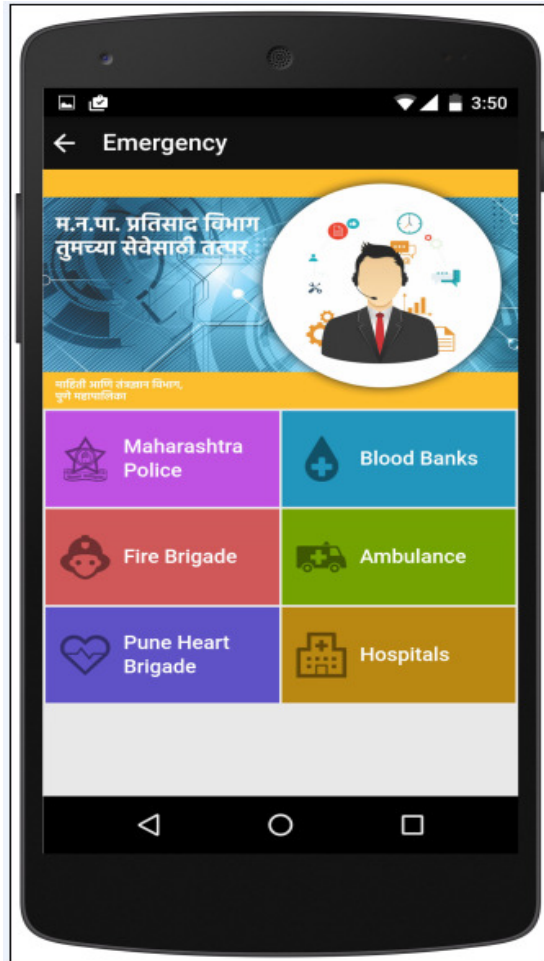 3:50
Emergency
म.न.पा. प्रतिसाद विभाग
तुमच्या सेवेसाठी तत्पर
माहिती आणि तंत्रज्ञान विभाग,
पुणे महापालिका
Maharashtra
Police
Blood Banks
Fire Brigade
Ambulance
Pune Heart
Brigade
Hospitals